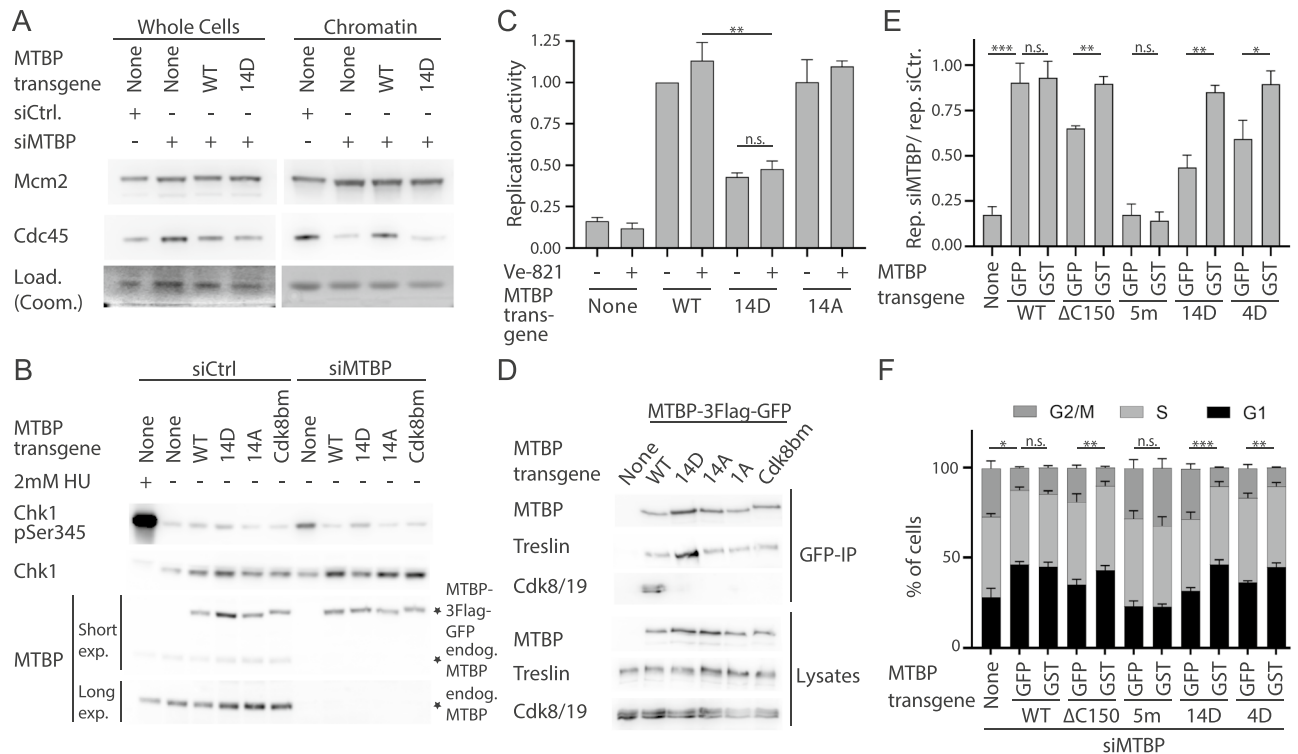 A
Whole Cells
Chromatin
MTBP
transgene
None
None
WT
14D
None
None
WT
14D
siCtrl.
+ - - - + - - -
siMTBP
- + + + - + + +
Mcm2
Cdc45
Load.
(Coom.)
B
siCtrl
siMTBP
MTBP
transgene
None
None
WT
14D
14A
Cdk8bm
None
WT
14D
14A
Cdk8bm
2mM HU
+ - - - - - - - - - -
Chk1
pSer345
Chk1
MTBP
Short
exp.
Long
exp.
MTBP-
★ 3Flag-
GFP
endog.
★ MTBP
endog.
★ MTBP
C
Replication activity
1.25
1.00
0.75
0.50
0.25
0.00
**
n.s.
Ve-821
- + - + - + - +
MTBP
trans-
gene
None
WT
14D
14A
D
MTBP-3Flag-GFP
MTBP
transgene
None
WT
14D
14A
1A
Cdk8bm
MTBP
Treslin
Cdk8/19
GFP-IP
MTBP
Treslin
Cdk8/19
Lysates
E
Rep. siMTBP/ rep. siCtr.
1.00
0.75
0.50
0.25
0.00
***
n.s.
**
n.s.
**
*
MTBP
transgene
None
GFP
GST
GFP
GST
GFP
GST
GFP
GST
GFP
GST
WT
ΔC150
5m
14D
4D
F
G2/M
S
G1
% of cells
100
50
0
*
n.s.
**
n.s.
***
**
MTBP
transgene
None
GFP
GST
GFP
GST
GFP
GST
GFP
GST
GFP
GST
WT
ΔC150
5m
14D
4D
siMTBP